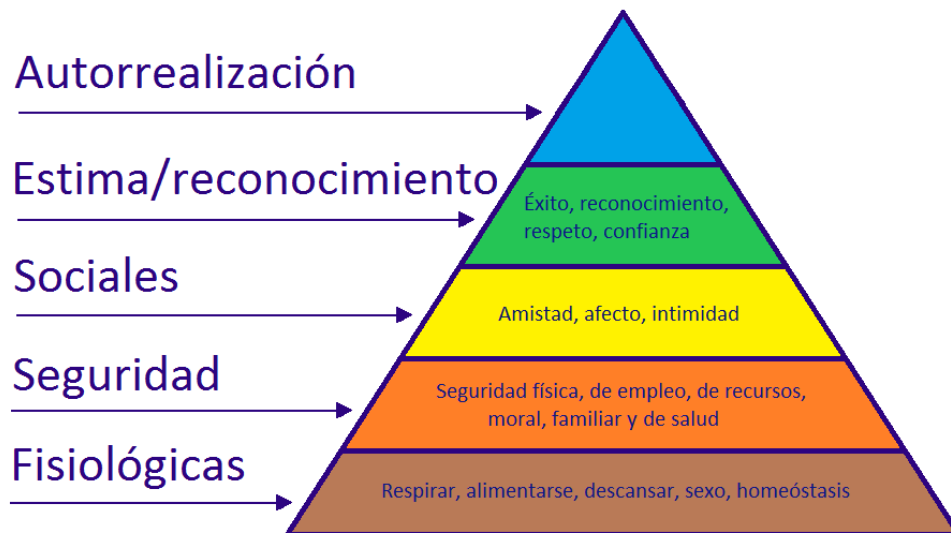 Autorrealización
Estima/reconocimiento
Éxito, reconocimiento,
respeto, confianza
Sociales
Amistad, afecto, intimidad
Seguridad
Seguridad física, de empleo, de recursos,
moral, familiar y de salud
Fisiológicas
Respirar, alimentarse, descansar, sexo, homeóstasis